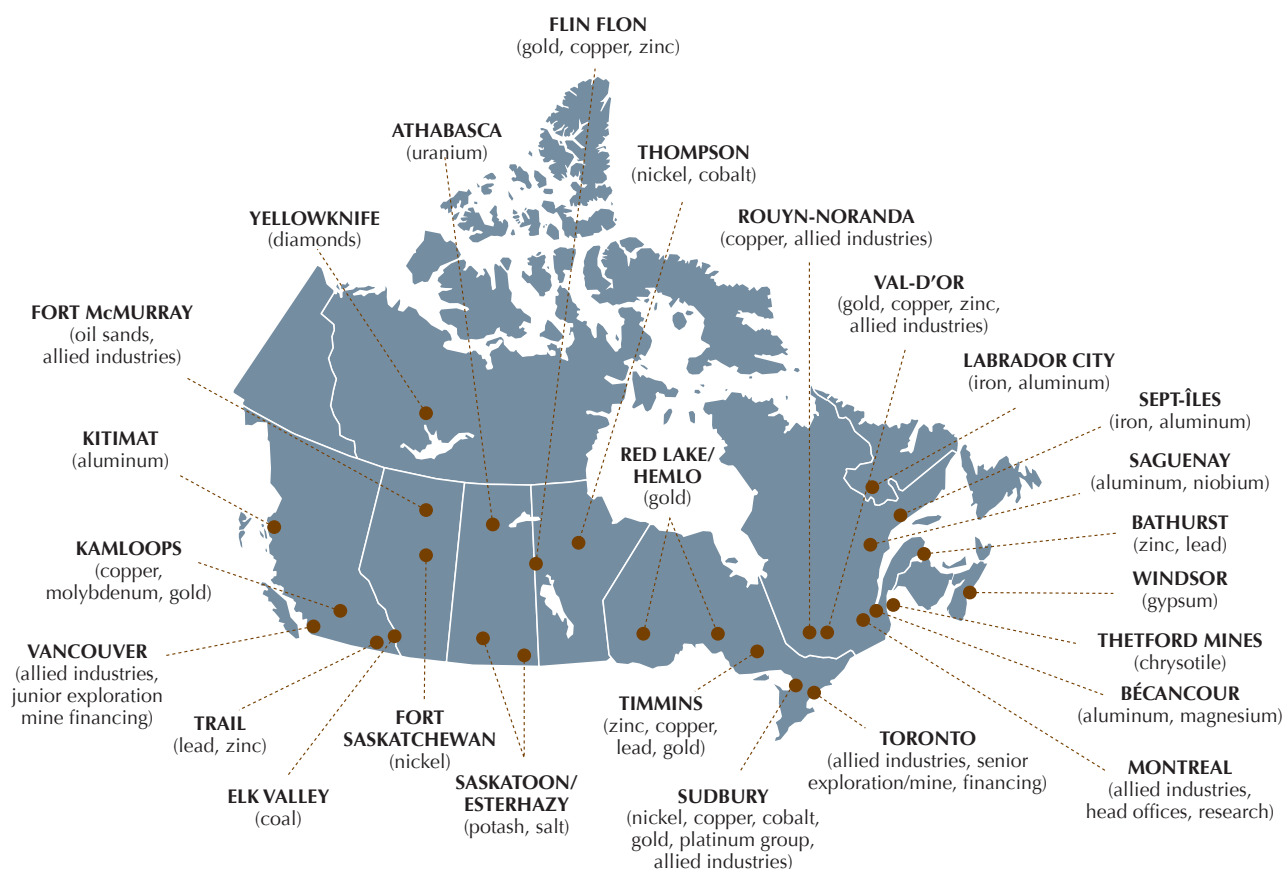 FLIN FLON
(gold, copper, zinc)
ATHABASCA
(uranium)
THOMPSON
(nickel, cobalt)
YELLOWKNIFE
(diamonds)
ROUYN-NORANDA
(copper, allied industries)
FORT McMURRAY
(oil sands,
allied industries)
VAL-D’OR
(gold, copper, zinc,
allied industries)
LABRADOR CITY
(iron, aluminum)
SEPT-ÎLES
(iron, aluminum)
KITIMAT
(aluminum)
RED LAKE/
HEMLO
(gold)
SAGUENAY
(aluminum, niobium)
BATHURST
(zinc, lead)
KAMLOOPS
(copper,
molybdenum, gold)
WINDSOR
(gypsum)
VANCOUVER
(allied industries,
junior exploration
mine financing)
THETFORD MINES
(chrysotile)
BÉCANCOUR
(aluminum, magnesium)
TRAIL
(lead, zinc)
FORT
SASKATCHEWAN
(nickel)
TIMMINS
(zinc, copper,
lead, gold)
TORONTO
(allied industries, senior
exploration/mine, financing)
MONTREAL
(allied industries,
head offices, research)
ELK VALLEY
(coal)
SASKATOON/
ESTERHAZY
(potash, salt)
SUDBURY
(nickel, copper, cobalt,
gold, platinum group,
allied industries)